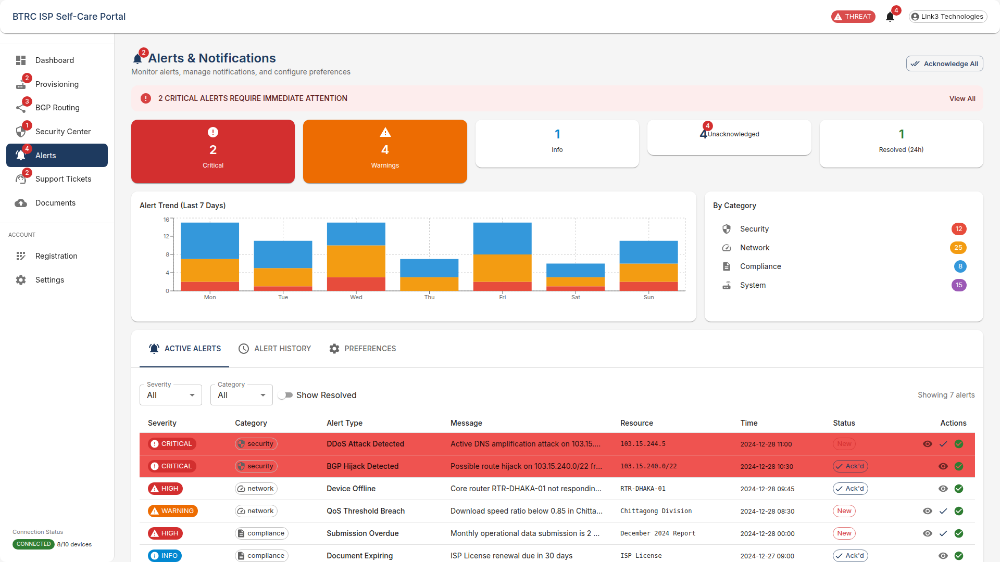 BTRC ISP Self-Care Portal
THREAT
4
Link3 Technologies
Dashboard
2
Provisioning
3
BGP Routing
1
Security Center
4
Alerts
2
Support Tickets
Documents
ACCOUNT
Registration
Settings
Connection Status
CONNECTED 8/10 devices
2
Alerts & Notifications
Monitor alerts, manage notifications, and configure preferences
Acknowledge All
2 CRITICAL ALERTS REQUIRE IMMEDIATE ATTENTION
View All
2
Critical
4
Warnings
1
Info
4
4 Unacknowledged
1
Resolved (24h)
Alert Trend (Last 7 Days)
16
12
8
4
0
Mon Tue Wed Thu Fri Sat Sun
By Category
Security 12
Network 25
Compliance 8
System 15
ACTIVE ALERTS ALERT HISTORY PREFERENCES
Severity
All
Category
All
Show Resolved
Showing 7 alerts
Severity Category Alert Type Message Resource Time Status Actions
CRITICAL security DDoS Attack Detected Active DNS amplification attack on 103.15.... 103.15.244.5 2024-12-28 11:00 New
CRITICAL security BGP Hijack Detected Possible route hijack on 103.15.240.0/22 fr... 103.15.240.0/22 2024-12-28 10:30 Ack'd
HIGH network Device Offline Core router RTR-DHAKA-01 not respondin... RTR-DHAKA-01 2024-12-28 09:45 Ack'd
WARNING network QoS Threshold Breach Download speed ratio below 0.85 in Chitta... Chittagong Division 2024-12-28 08:30 New
HIGH compliance Submission Overdue Monthly operational data submission is 2 ... December 2024 Report 2024-12-28 00:00 New
INFO compliance Document Expiring ISP License renewal due in 30 days ISP License 2024-12-27 09:00 Ack'd